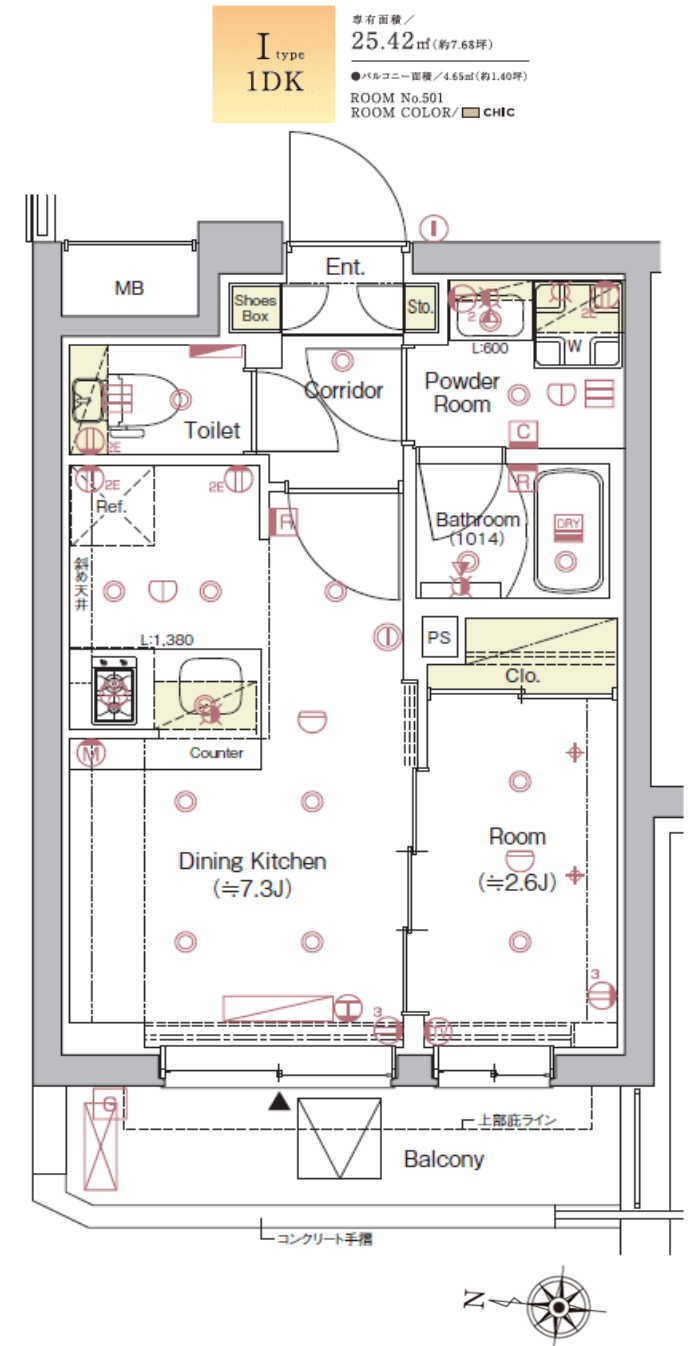 I type
1DK
専有面積／
25.42㎡(約7.68坪)
●バルコニー面積／4.65㎡(約1.40坪)
ROOM No.501
ROOM COLOR/ CHIC
MB
Ent.
Shoes
Box
Sto.
2
2E
L:600
W
Corridor
Powder
Room
Toilet
2E
C
2E
2E
R
Ref.
R
Bathroom
(1014)
DRY
斜め天井
L:1,380
PS
Clo.
M
Counter
Dining Kitchen
(≒7.3J)
Room
(≒2.6J)
3
3
TV
G
上部庇ライン
Balcony
コンクリート手摺
N